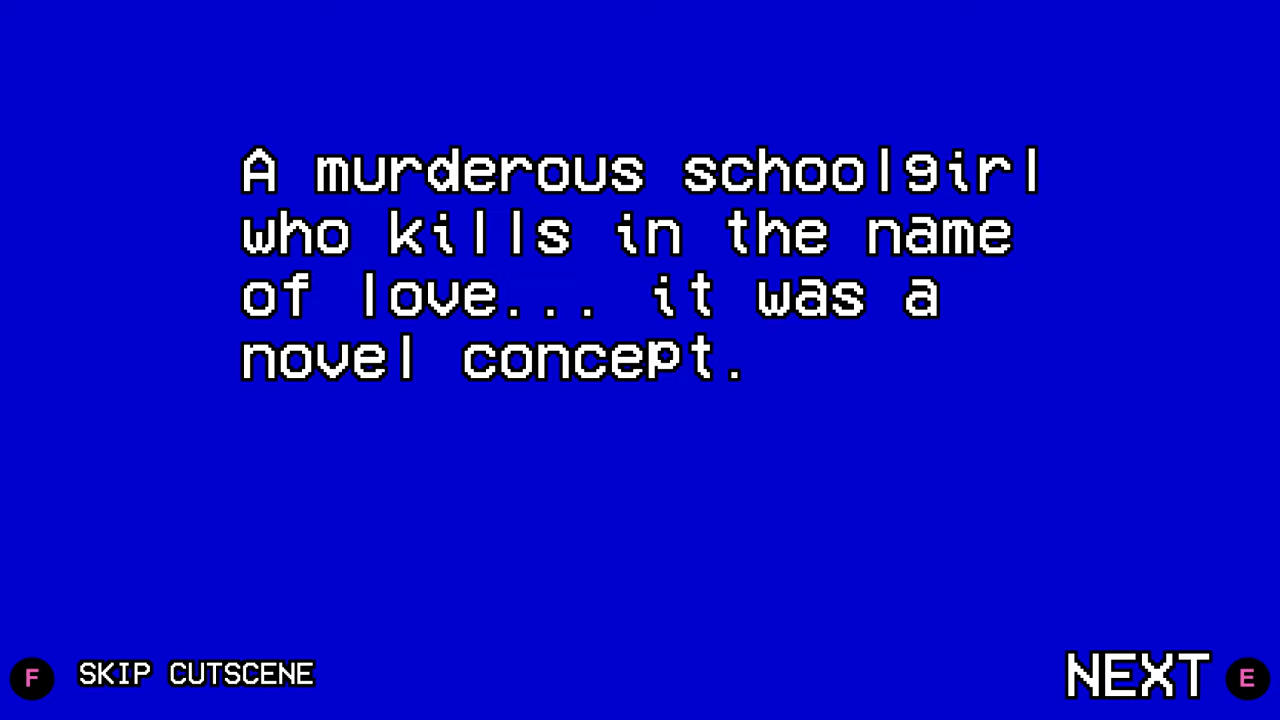 A murderous schoolgirl
who kills in the name
of love... it was a
novel concept.
F SKIP CUTSCENE
NEXT E